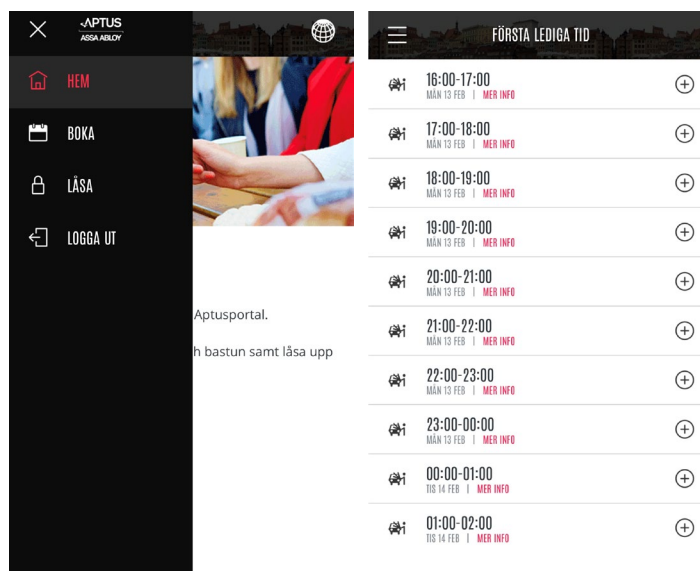 APTUS
ASSA ABLOY
HEM
BOKA
LÅSA
LOGGA UT
Aptusportal.
h bastun samt låsa upp
FÖRSTA LEDIGA TID
16:00-17:00
MÅN 13 FEB | MER INFO
17:00-18:00
MÅN 13 FEB | MER INFO
18:00-19:00
MÅN 13 FEB | MER INFO
19:00-20:00
MÅN 13 FEB | MER INFO
20:00-21:00
MÅN 13 FEB | MER INFO
21:00-22:00
MÅN 13 FEB | MER INFO
22:00-23:00
MÅN 13 FEB | MER INFO
23:00-00:00
MÅN 13 FEB | MER INFO
00:00-01:00
TIS 14 FEB | MER INFO
01:00-02:00
TIS 14 FEB | MER INFO